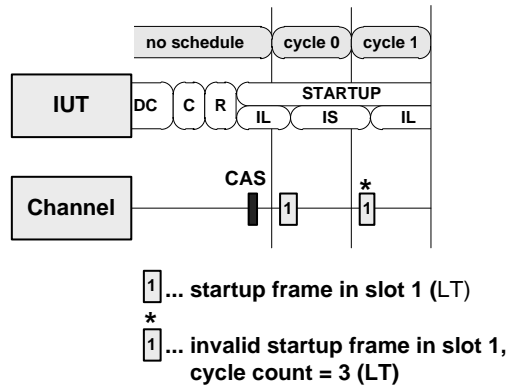 no schedule cycle 0 cycle 1
IUT
DC C R STARTUP
IL IS IL
CAS
*
Channel
1 1
1 ... startup frame in slot 1 (LT)
*
1 ... invalid startup frame in slot 1,
cycle count = 3 (LT)